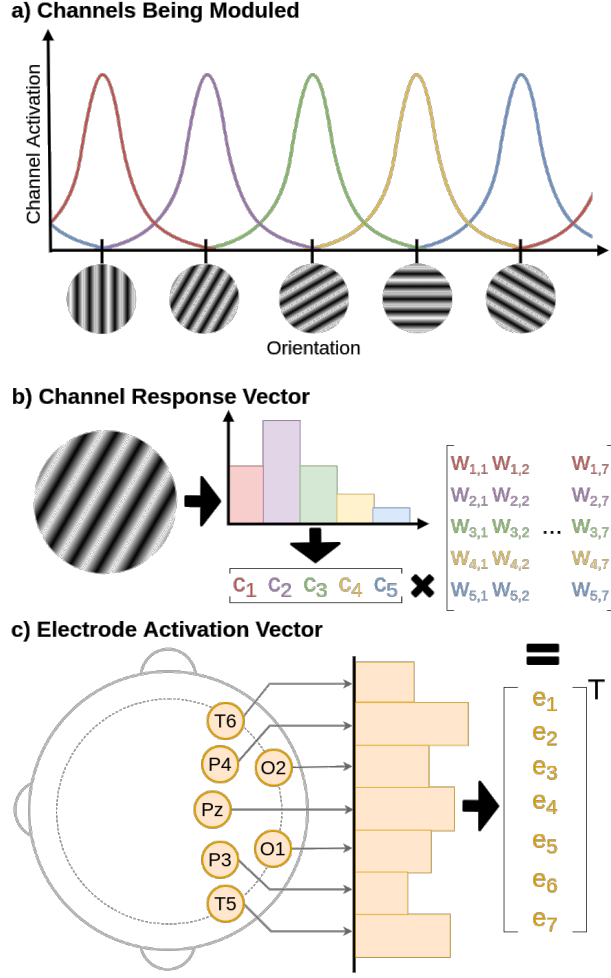 a) Channels Being Moduled
Channel Activation
Orientation
b) Channel Response Vector
W1,1 W1,2 W1,7
W2,1 W2,2 W2,7
W3,1 W3,2 ... W3,7
W4,1 W4,2 W4,7
W5,1 W5,2 W5,7
c1 c2 c3 c4 c5
c) Electrode Activation Vector
T
T6
P4
O2
Pz
O1
P3
T5
e1
e2
e3
e4
e5
e6
e7